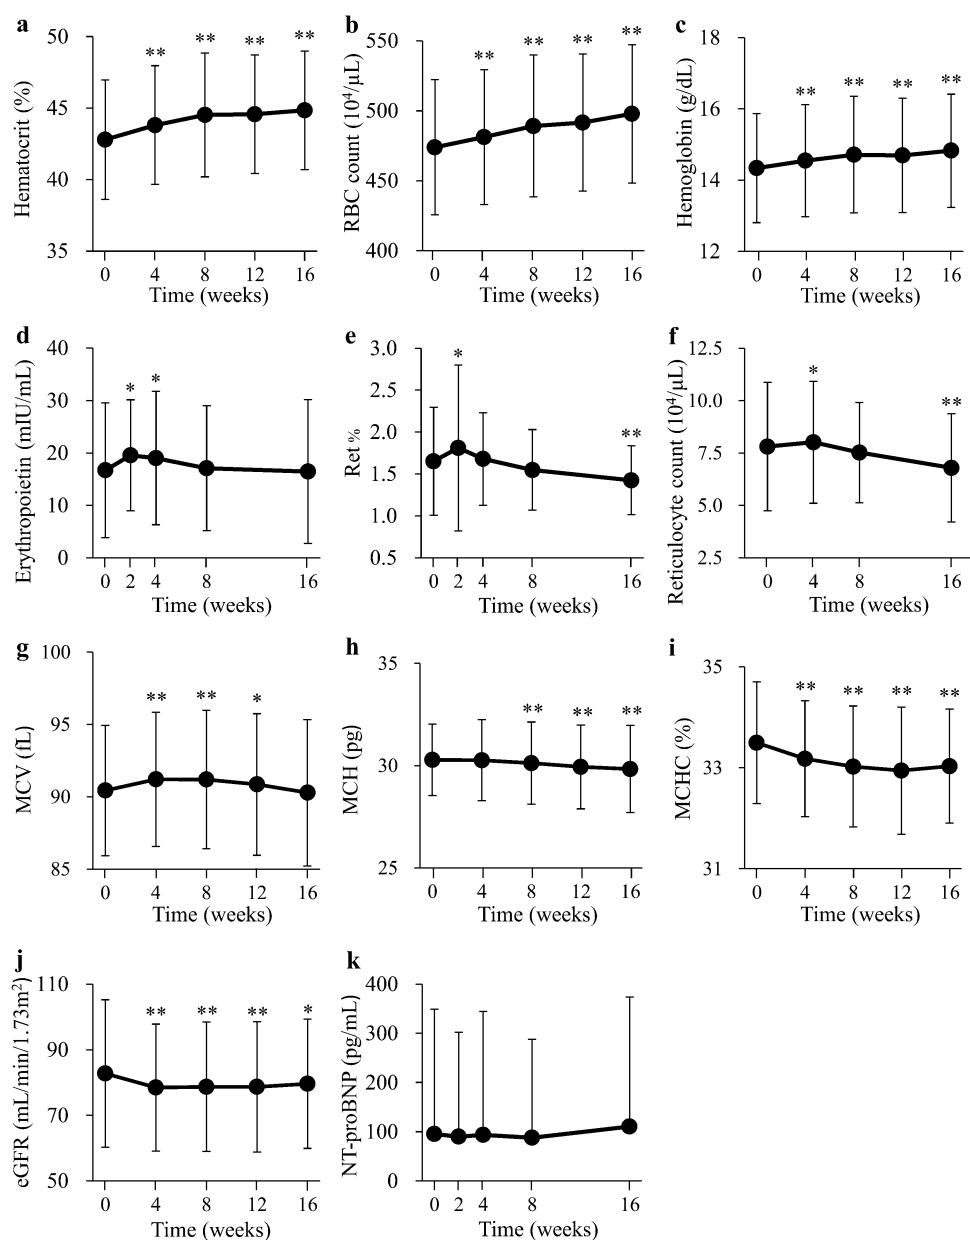 a
Hematocrit (%)
50
45
40
35
** ** ** **
0 4 8 12 16
Time (weeks)
b
RBC count (10⁴/μL)
550
500
450
400
** ** ** **
0 4 8 12 16
Time (weeks)
c
Hemoglobin (g/dL)
18
16
14
12
** ** ** **
0 4 8 12 16
Time (weeks)
d
Erythropoietin (mIU/mL)
40
30
20
10
0
* *
0 2 4 8 16
Time (weeks)
e
Ret %
3.0
2.5
2.0
1.5
1.0
0.5
* **
0 2 4 8 16
Time (weeks)
f
Reticulocyte count (10⁴/μL)
12.5
10.0
7.5
5.0
2.5
* **
0 4 8 16
Time (weeks)
g
MCV (fL)
100
95
90
85
** ** *
0 4 8 12 16
Time (weeks)
h
MCH (pg)
35
30
25
** ** **
0 4 8 12 16
Time (weeks)
i
MCHC (%)
35
33
31
** ** ** **
0 4 8 12 16
Time (weeks)
j
eGFR (mL/min/1.73m²)
110
90
70
50
** ** ** *
0 4 8 12 16
Time (weeks)
k
NT-proBNP (pg/mL)
400
300
200
100
0
0 2 4 8 16
Time (weeks)